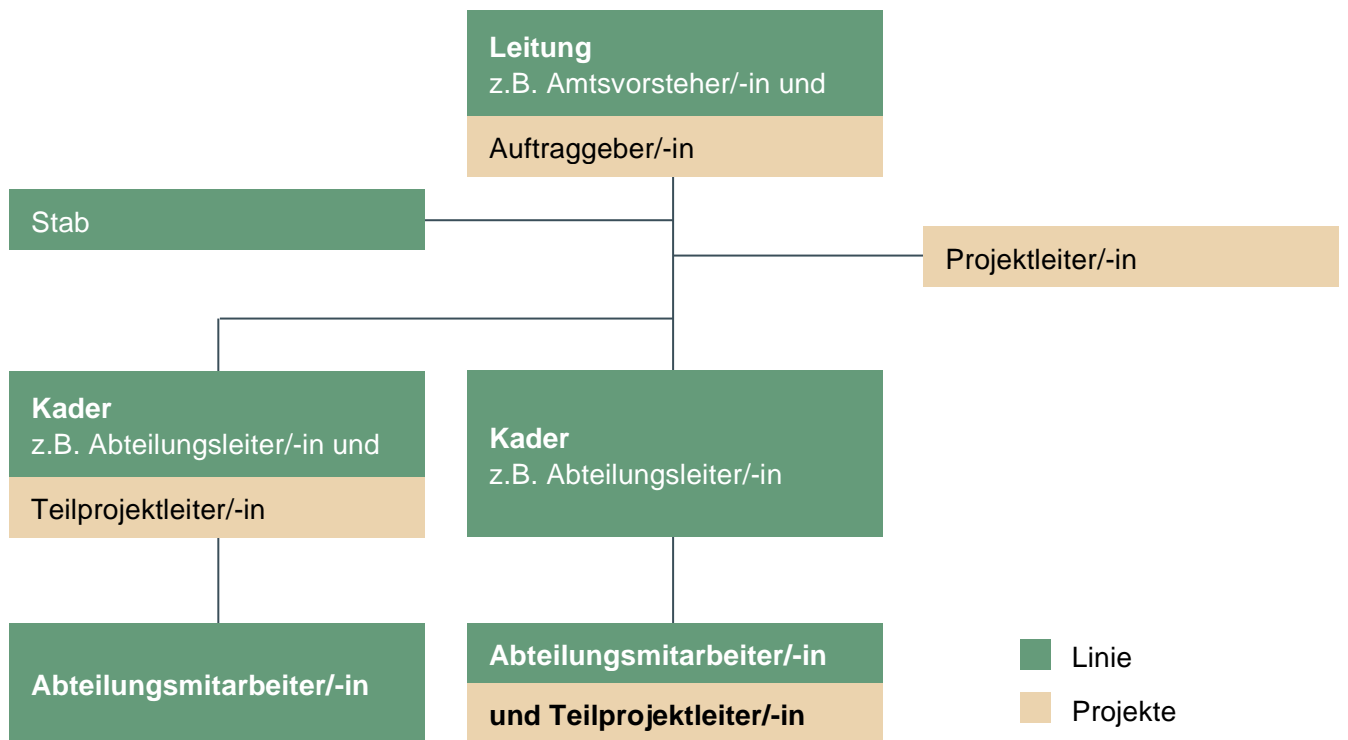 Leitung
z.B. Amtsvorsteher/-in und
Auftraggeber/-in
Stab
Projektleiter/-in
Kader
z.B. Abteilungsleiter/-in und
Teilprojektleiter/-in
Kader
z.B. Abteilungsleiter/-in
Abteilungsmitarbeiter/-in
Abteilungsmitarbeiter/-in
und Teilprojektleiter/-in
Linie
Projekte